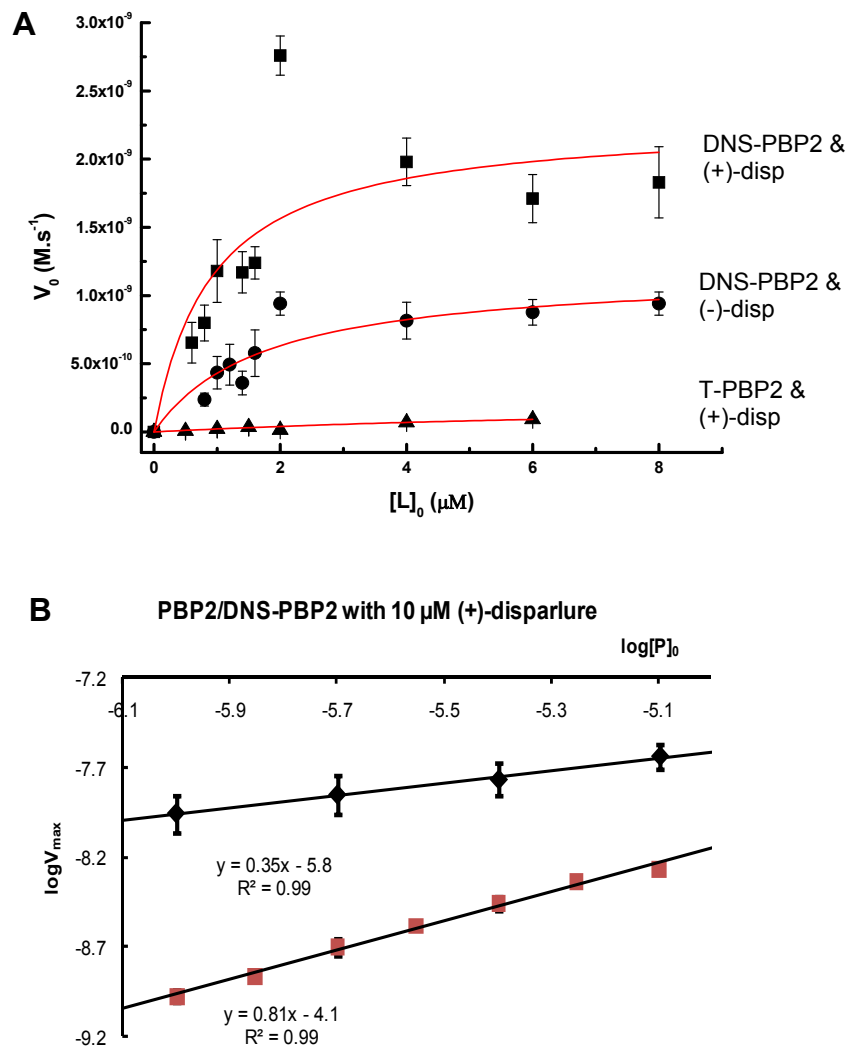 A
3.0x10⁻⁹
2.5x10⁻⁹
2.0x10⁻⁹
1.5x10⁻⁹
1.0x10⁻⁹
5.0x10⁻¹⁰
0.0
V₀ (M.s⁻¹)
0 2 4 6 8
[L]₀ (μM)
DNS-PBP2 &
(+)-disp
DNS-PBP2 &
(-)-disp
T-PBP2 &
(+)-disp
B
PBP2/DNS-PBP2 with 10 µM (+)-disparlure
log[P]₀
-7.2
-6.1 -5.9 -5.7 -5.5 -5.3 -5.1
-7.7
-8.2
-8.7
-9.2
logVₘₐₓ
y = 0.35x - 5.8
R² = 0.99
y = 0.81x - 4.1
R² = 0.99